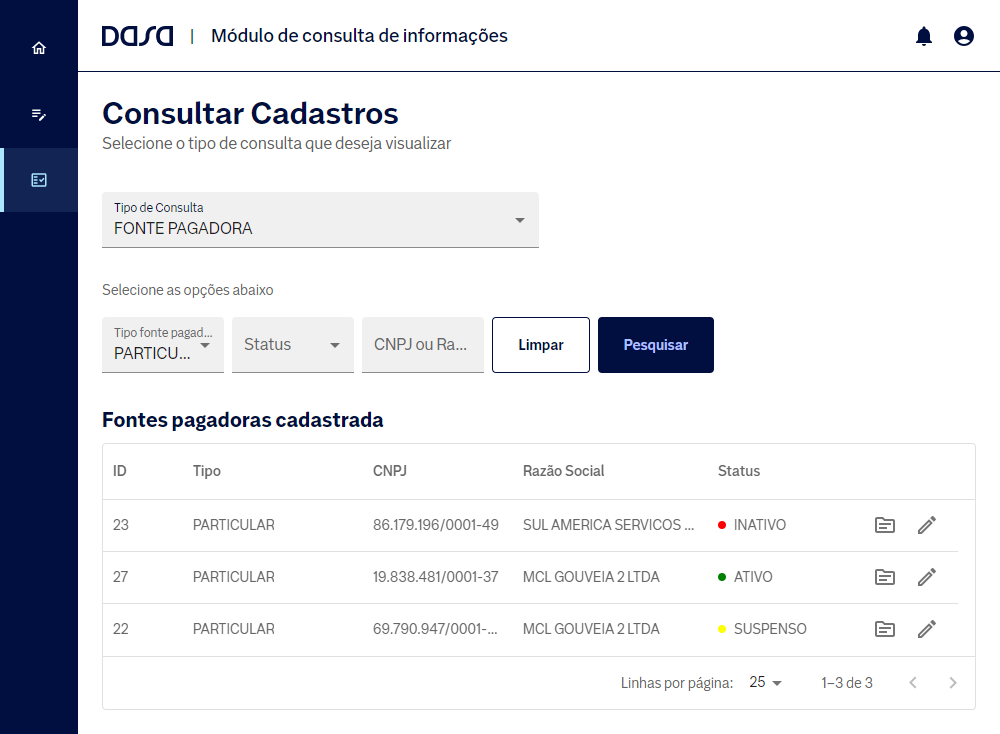 DASA | Módulo de consulta de informações
Consultar Cadastros
Selecione o tipo de consulta que deseja visualizar
Tipo de Consulta
FONTE PAGADORA
Selecione as opções abaixo
Tipo fonte pagad...
PARTICU...
Status
CNPJ ou Ra...
Limpar
Pesquisar
Fontes pagadoras cadastrada
ID Tipo CNPJ Razão Social Status
23 PARTICULAR 86.179.196/0001-49 SUL AMERICA SERVICOS ... INATIVO
27 PARTICULAR 19.838.481/0001-37 MCL GOUVEIA 2 LTDA ATIVO
22 PARTICULAR 69.790.947/0001-... MCL GOUVEIA 2 LTDA SUSPENSO
Linhas por página: 25 1–3 de 3